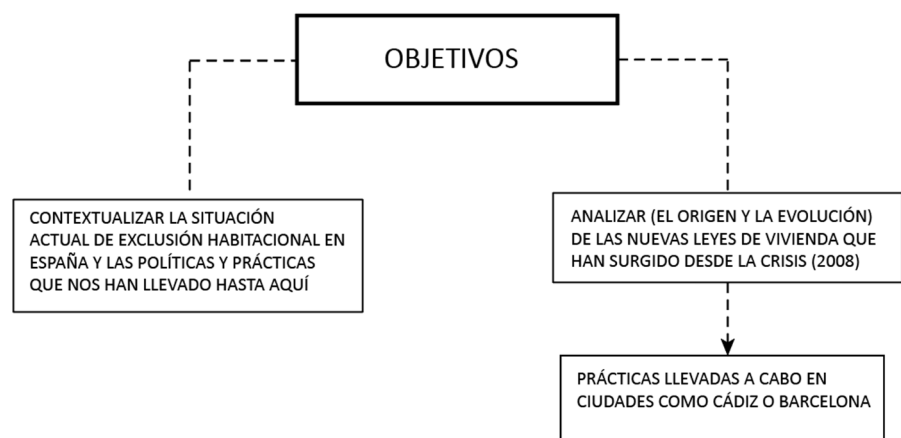 OBJETIVOS
CONTEXTUALIZAR LA SITUACIÓN
ACTUAL DE EXCLUSIÓN HABITACIONAL EN
ESPAÑA Y LAS POLÍTICAS Y PRÁCTICAS
QUE NOS HAN LLEVADO HASTA AQUÍ
ANALIZAR (EL ORIGEN Y LA EVOLUCIÓN)
DE LAS NUEVAS LEYES DE VIVIENDA QUE
HAN SURGIDO DESDE LA CRISIS (2008)
PRÁCTICAS LLEVADAS A CABO EN
CIUDADES COMO CÁDIZ O BARCELONA